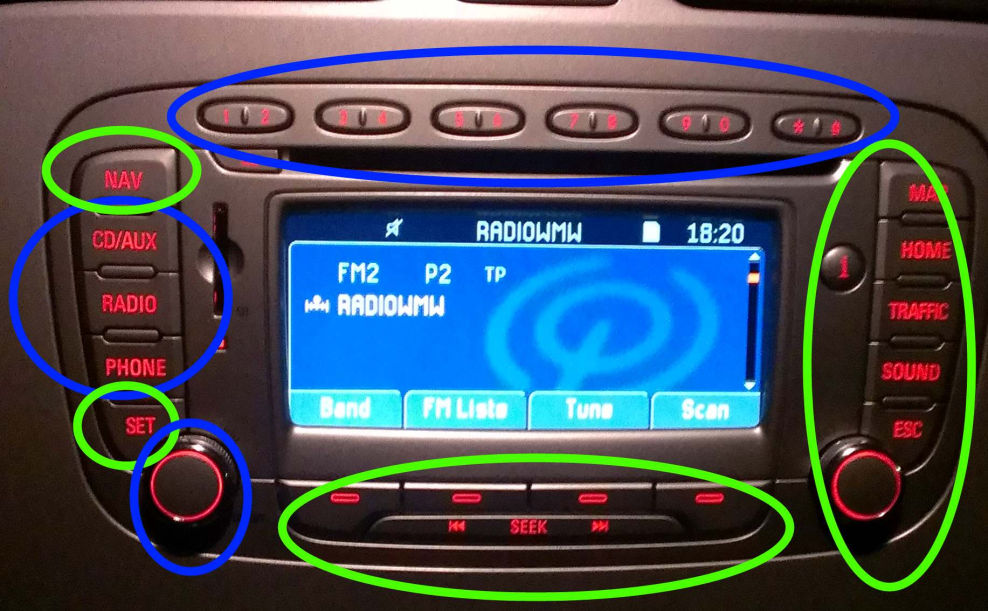 1 2 3 4 5 6 7 8 9 0 * #
NAV
CD/AUX
RADIO
PHONE
SET
RADIOWMW 18:20
FM2 P2 TP
RADIOWMW
Band FM Lists Tune Scan
SEEK
MAP
i
HOME
TRAFFIC
SOUND
ESC